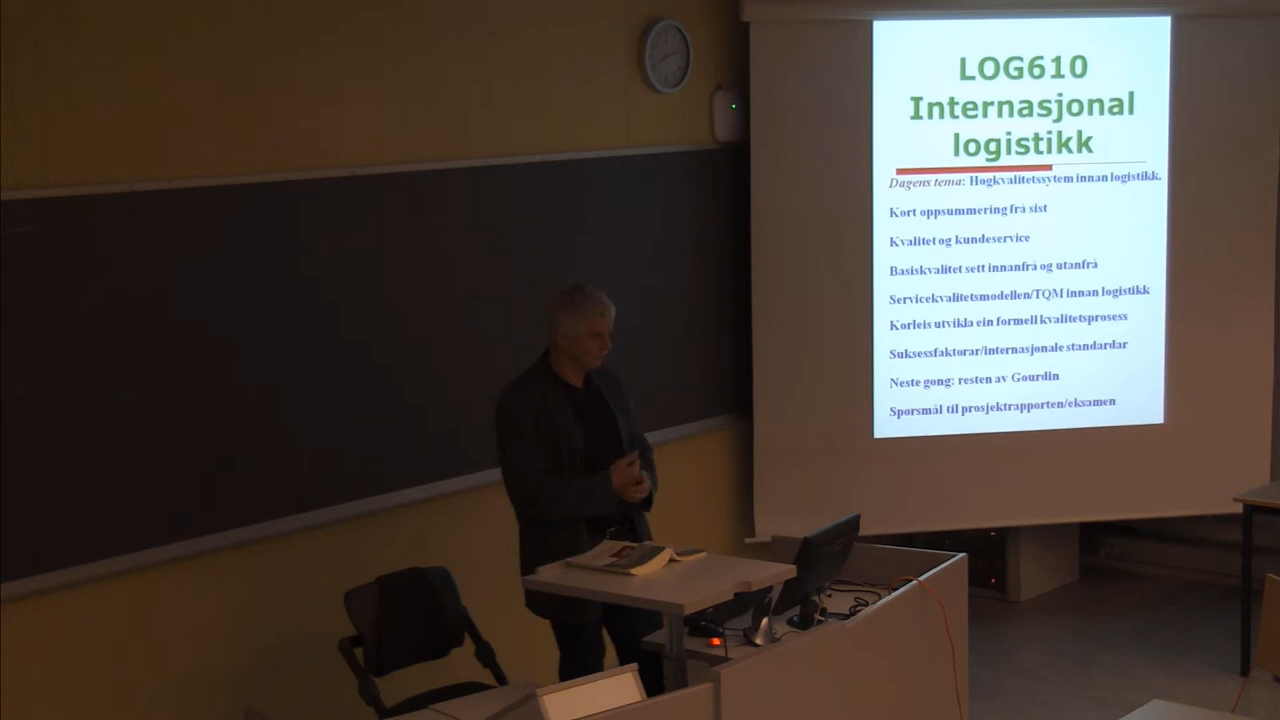 LOG610
Internasjonal
logistikk
Dagens tema: Høgkvalitetssytem innan logistikk.
Kort oppsummering frå sist
Kvalitet og kundeservice
Basiskvalitet sett innanfrå og utanfrå
Servicekvalitetsmodellen/TQM innan logistikk
Korleis utvikla ein formell kvalitetsprosess
Suksessfaktorar/internasjonale standardar
Neste gong: resten av Gourdin
Spørsmål til prosjektrapporten/eksamen